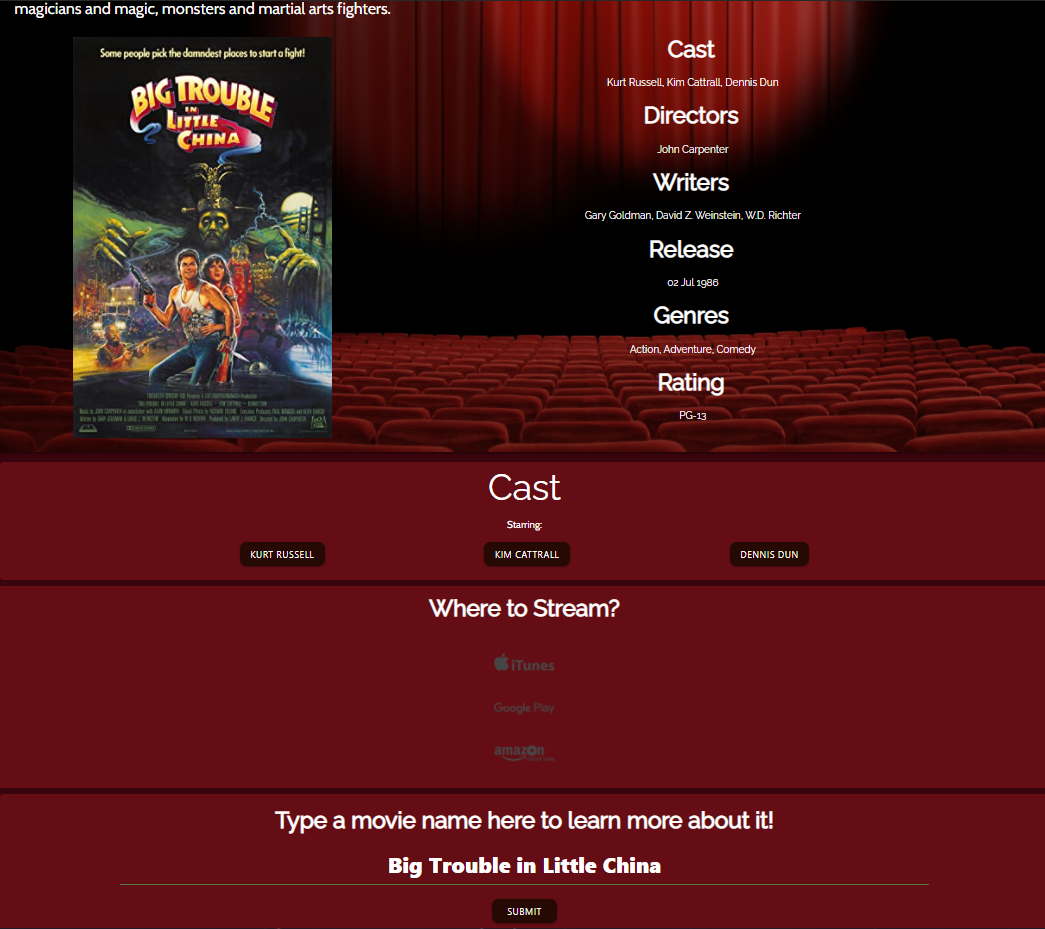 magicians and magic, monsters and martial arts fighters.
Some people pick the damndest places to start a fight!
BIG TROUBLE
IN
LITTLE
CHINA
Cast
Kurt Russell, Kim Cattrall, Dennis Dun
Directors
John Carpenter
Writers
Gary Goldman, David Z. Weinstein, W.D. Richter
Release
02 Jul 1986
Genres
Action, Adventure, Comedy
Rating
PG-13
Cast
Starring:
KURT RUSSELL
KIM CATTRALL
DENNIS DUN
Where to Stream?
iTunes
Google Play
amazon
Type a movie name here to learn more about it!
Big Trouble in Little China
SUBMIT